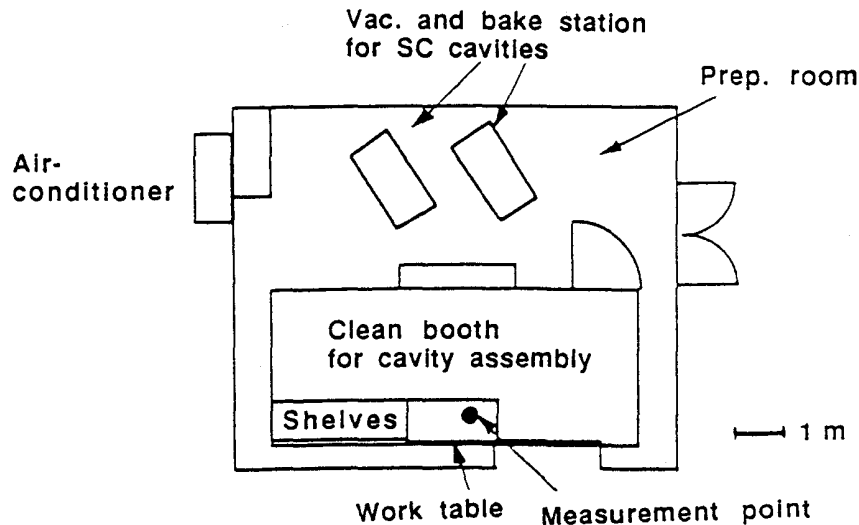 Vac. and bake station
for SC cavities
Prep. room
Air-
conditioner
Clean booth
for cavity assembly
Shelves
1 m
Work table
Measurement point